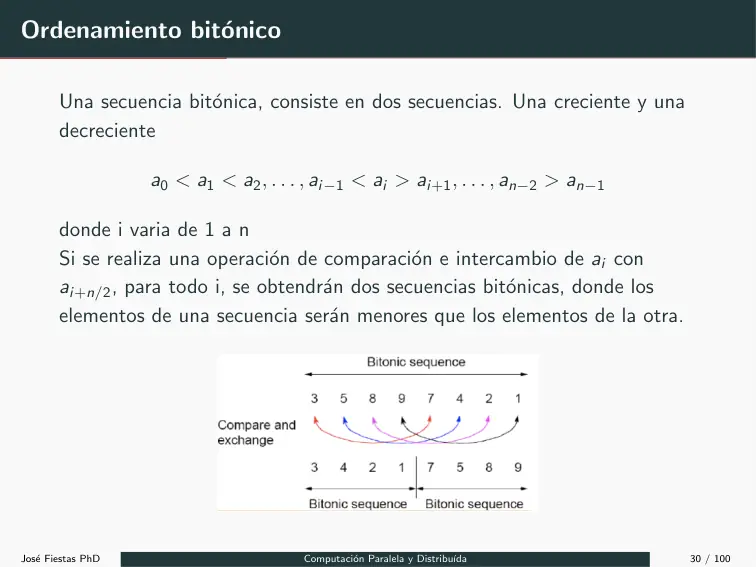 Ordenamiento bitónico
Una secuencia bitónica, consiste en dos secuencias. Una creciente y una
decreciente
a₀ < a₁ < a₂, . . . , aᵢ₋₁ < aᵢ > aᵢ₊₁, . . . , aₙ₋₂ > aₙ₋₁
donde i varia de 1 a n
Si se realiza una operación de comparación e intercambio de aᵢ con
a_{i+n/2}, para todo i, se obtendrán dos secuencias bitónicas, donde los
elementos de una secuencia serán menores que los elementos de la otra.
Bitonic sequence
3 5 8 9 7 4 2 1
Compare and
exchange
3 4 2 1 7 5 8 9
Bitonic sequence Bitonic sequence
José Fiestas PhD Computación Paralela y Distribuída 30 / 100